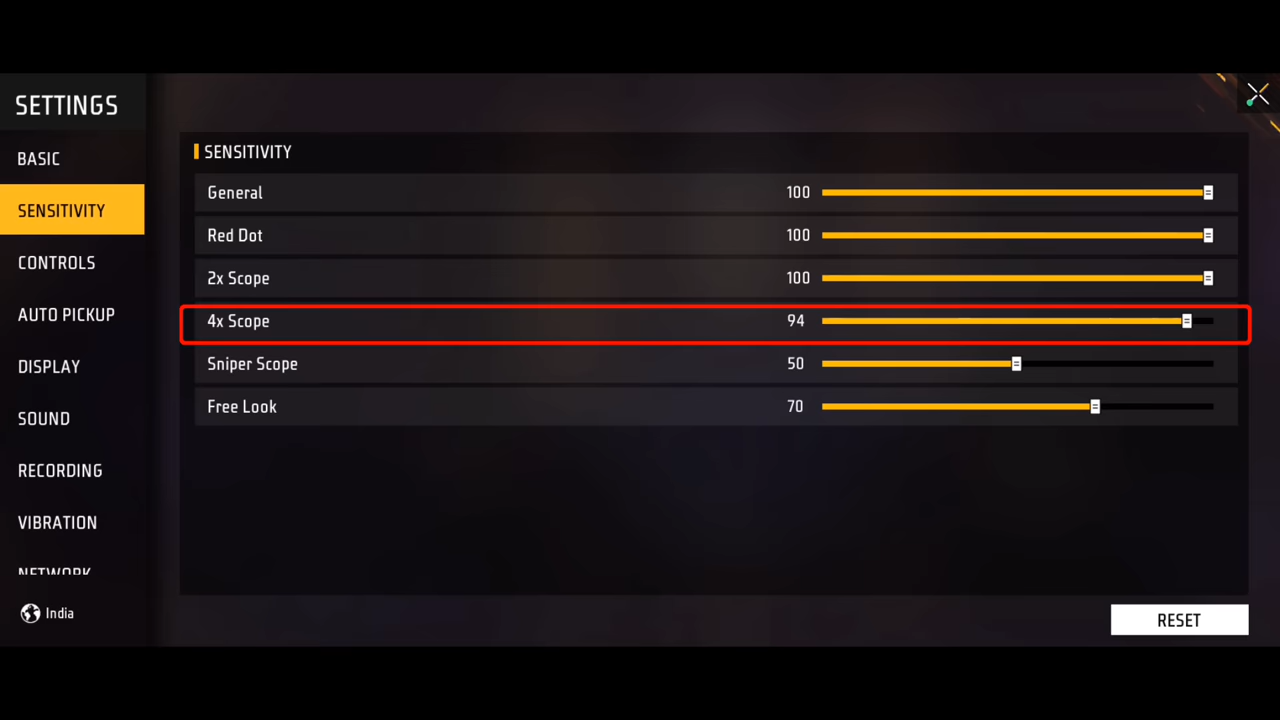 SETTINGS
BASIC
SENSITIVITY
CONTROLS
AUTO PICKUP
DISPLAY
SOUND
RECORDING
VIBRATION
NETWORK
India
SENSITIVITY
General 100
Red Dot 100
2x Scope 100
4x Scope 94
Sniper Scope 50
Free Look 70
RESET